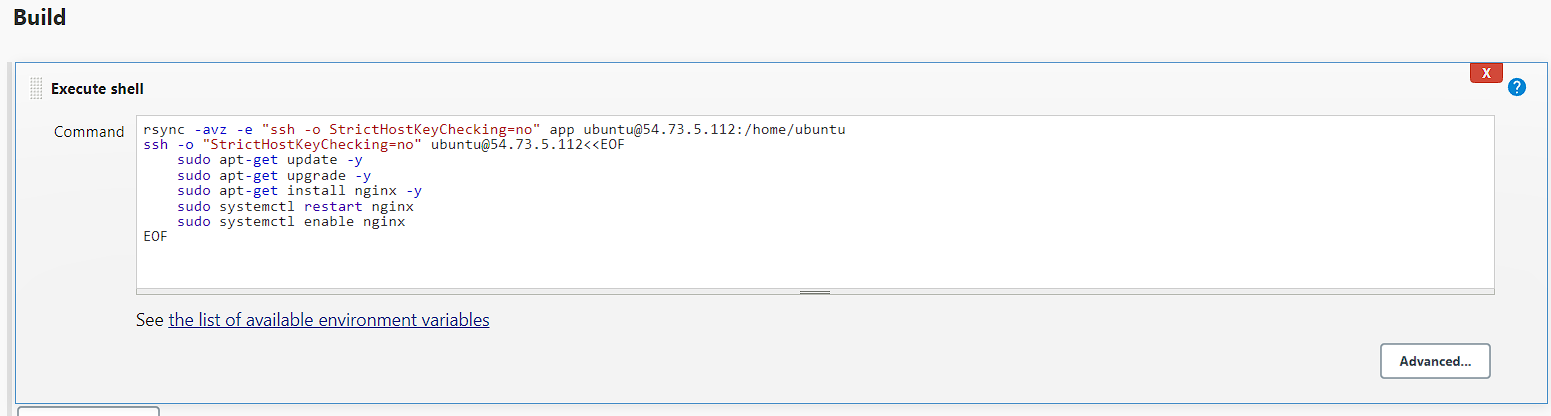 Build
X
?
Execute shell
Command
rsync -avz -e "ssh -o StrictHostKeyChecking=no" app ubuntu@54.73.5.112:/home/ubuntu
ssh -o "StrictHostKeyChecking=no" ubuntu@54.73.5.112<<EOF
sudo apt-get update -y
sudo apt-get upgrade -y
sudo apt-get install nginx -y
sudo systemctl restart nginx
sudo systemctl enable nginx
EOF
See the list of available environment variables
Advanced...